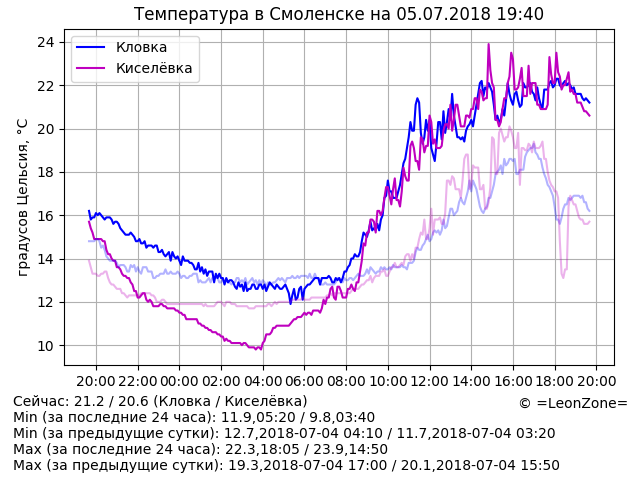 Температура в Смоленске на 05.07.2018 19:40
Кловка
Киселёвка
градусов Цельсия, °C
24
22
20
18
16
14
12
10
20:00 22:00 00:00 02:00 04:00 06:00 08:00 10:00 12:00 14:00 16:00 18:00 20:00
Сейчас: 21.2 / 20.6 (Кловка / Киселёвка)
© =LeonZone=
Min (за последние 24 часа): 11.9,05:20 / 9.8,03:40
Min (за предыдущие сутки): 12.7,2018-07-04 04:10 / 11.7,2018-07-04 03:20
Max (за последние 24 часа): 22.3,18:05 / 23.9,14:50
Max (за предыдущие сутки): 19.3,2018-07-04 17:00 / 20.1,2018-07-04 15:50